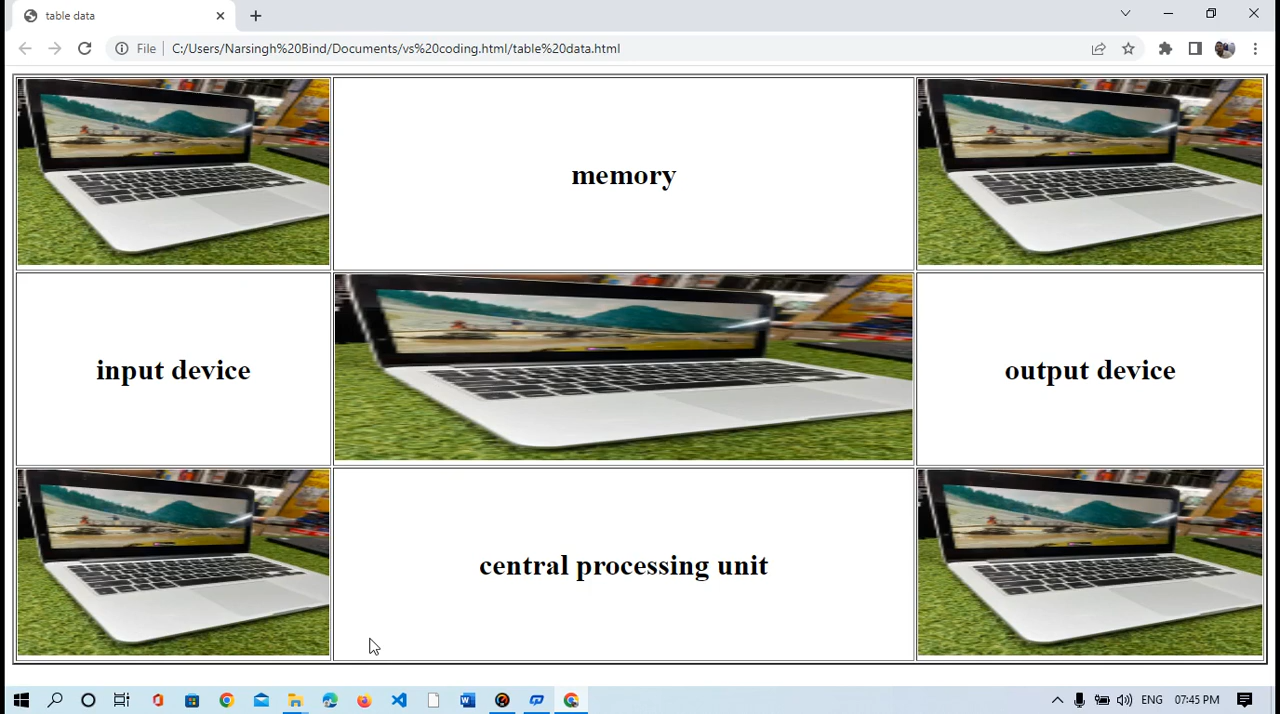 table data
File
C:/Users/Narsingh%20Bind/Documents/vs%20coding.html/table%20data.html
memory
input device
output device
central processing unit
ENG
07:45 PM